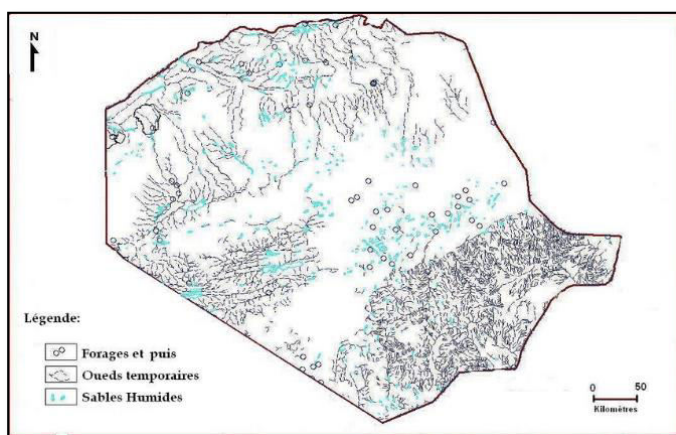 N
Légende:
Forages et puis
Oueds temporaires
Sables Humides
0 50
Kilomètres